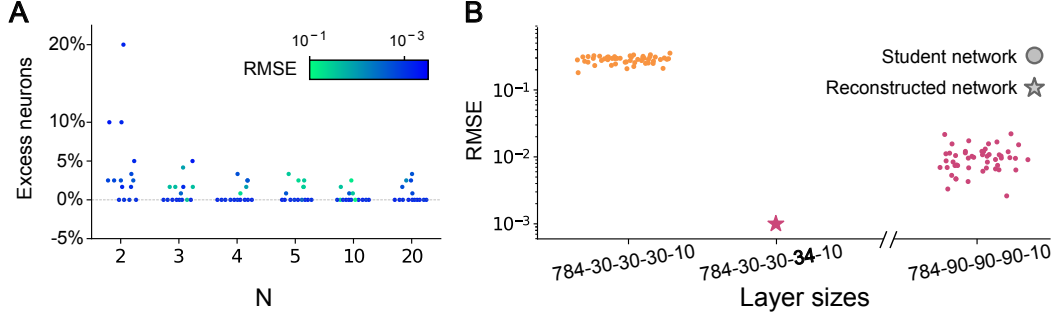 A
Excess neurons
20%
10%
5%
0%
-5%
RMSE
10⁻¹
10⁻³
2
3
4
5
10
20
N
B
RMSE
10⁻¹
10⁻²
10⁻³
Student network
Reconstructed network
784-30-30-30-10
784-30-30-34-10
784-90-90-90-10
Layer sizes